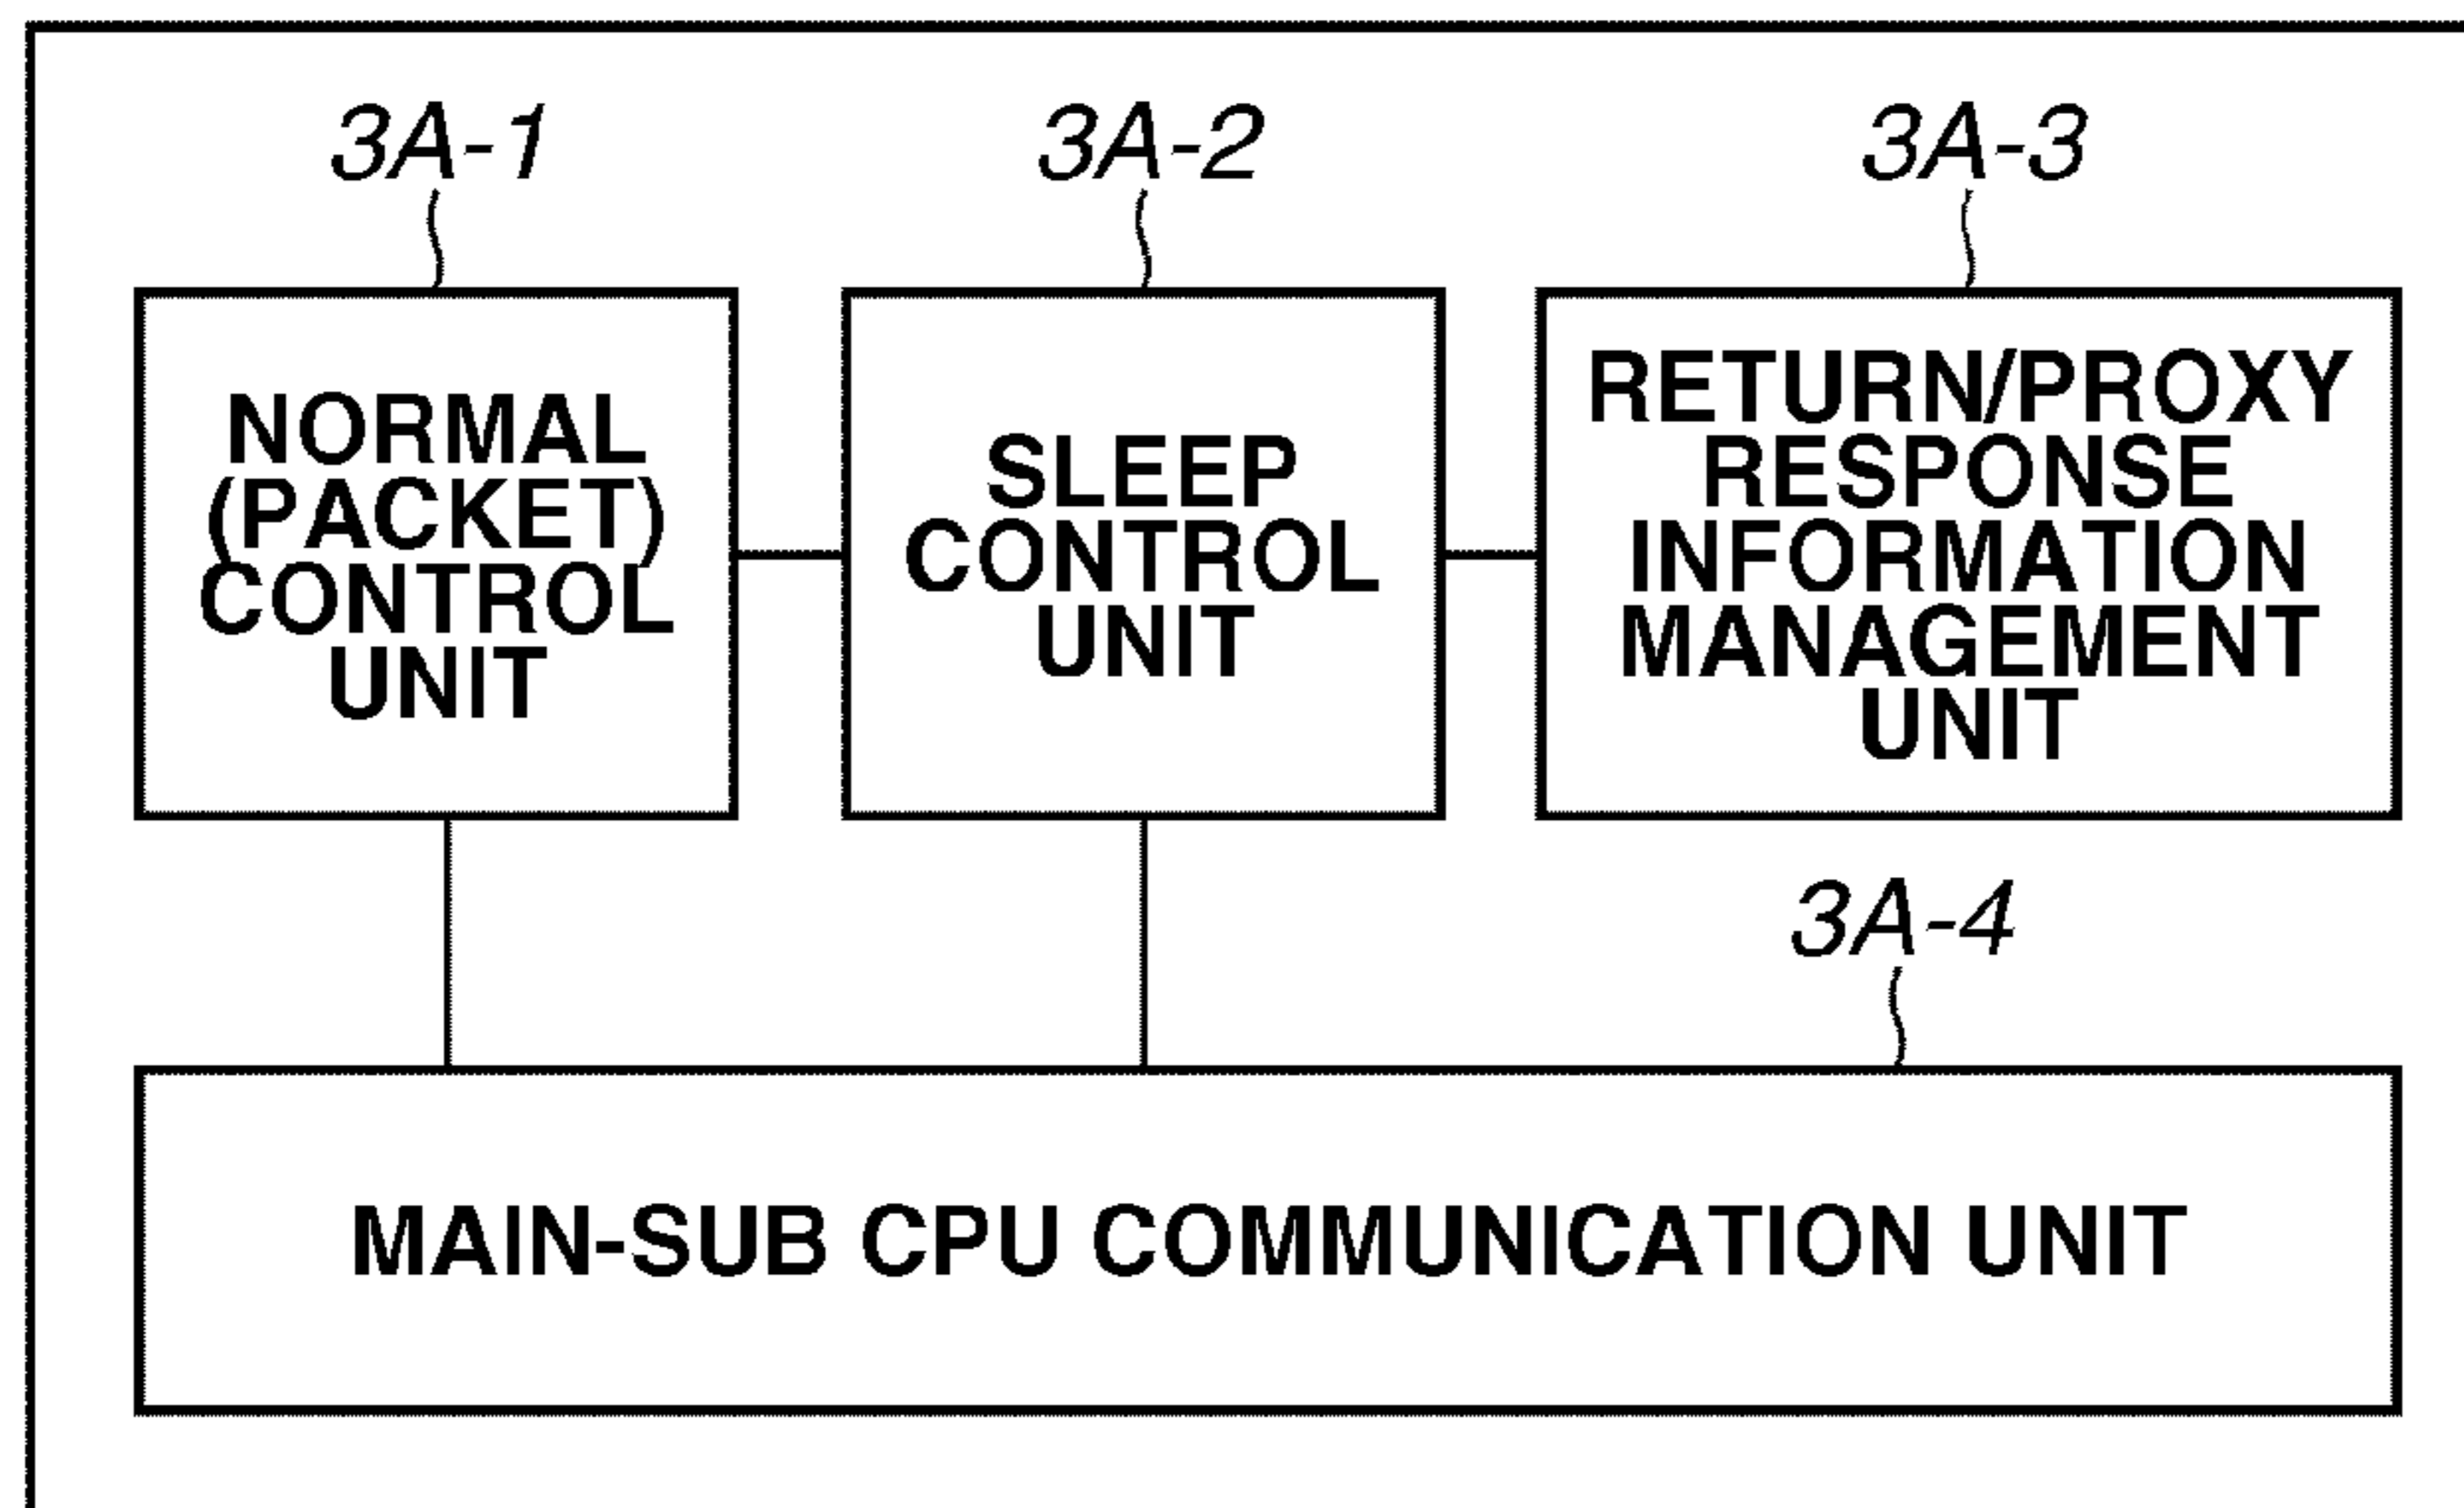 3A-1
3A-2
3A-3
NORMAL
(PACKET)
CONTROL
UNIT
SLEEP
CONTROL
UNIT
RETURN/PROXY
RESPONSE
INFORMATION
MANAGEMENT
UNIT
3A-4
MAIN-SUB CPU COMMUNICATION UNIT